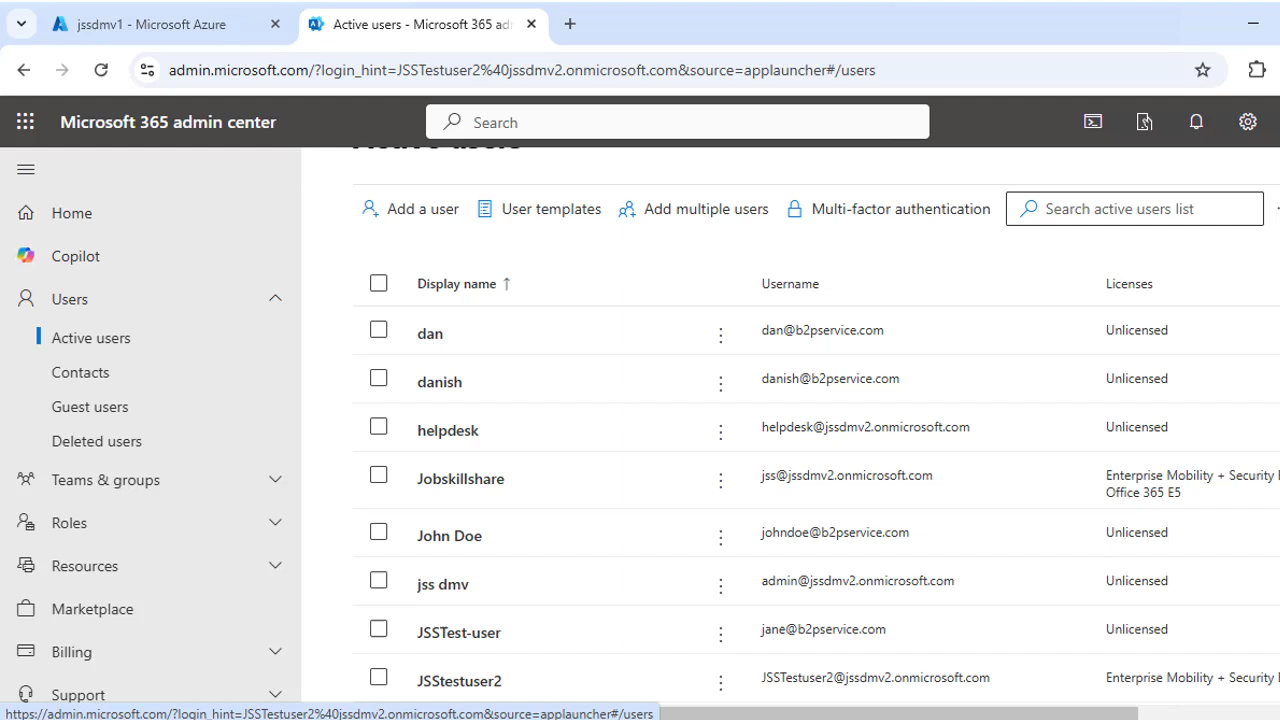 jssdmv1 - Microsoft Azure
Active users - Microsoft 365 ad
admin.microsoft.com/?login_hint=JSSTestuser2%40jssdmv2.onmicrosoft.com&source=applauncher#/users
Microsoft 365 admin center
Search
Active users
Home
Copilot
Users
Active users
Contacts
Guest users
Deleted users
Teams & groups
Roles
Resources
Marketplace
Billing
Support
Add a user
User templates
Add multiple users
Multi-factor authentication
Search active users list
Display name ↑ Username Licenses
dan dan@b2pservice.com Unlicensed
danish danish@b2pservice.com Unlicensed
helpdesk helpdesk@jssdmv2.onmicrosoft.com Unlicensed
Jobskillshare jss@jssdmv2.onmicrosoft.com Enterprise Mobility + Security E
Office 365 E5
John Doe johndoe@b2pservice.com Unlicensed
jss dmv admin@jssdmv2.onmicrosoft.com Unlicensed
JSSTest-user jane@b2pservice.com Unlicensed
JSStestuser2 JSSTestuser2@jssdmv2.onmicrosoft.com Enterprise Mobility + Security E
https://admin.microsoft.com/?login_hint=JSSTestuser2%40jssdmv2.onmicrosoft.com&source=applauncher#/users